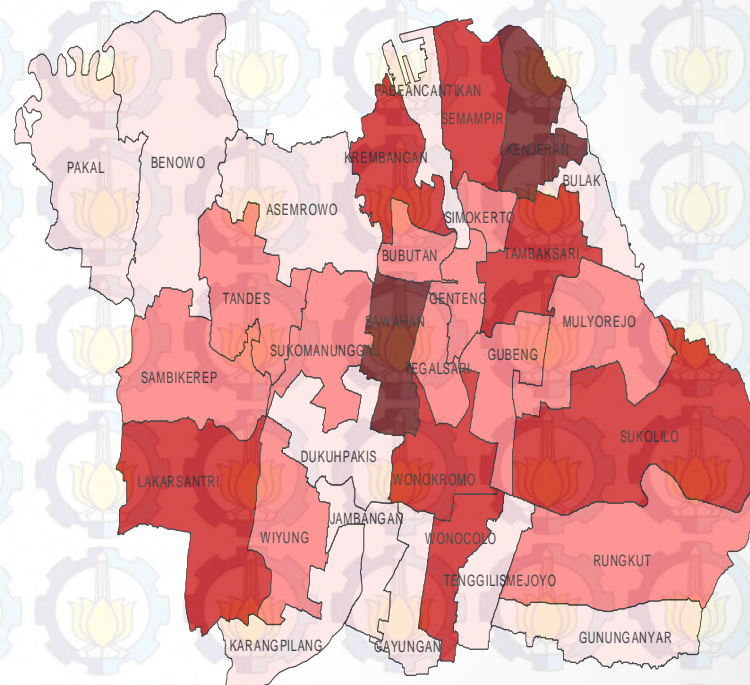 PABEANCANTIKAN
SEMAMPIR
KREMBANGAN
KENJERAN
PAKAL
BENOWO
BULAK
ASEMROWO
SIMOKERTO
BUBUTAN
TAMBAKSARI
TANDES
GENTENG
SAWAHAN
MULYOREJO
SUKOMANUNGGAL
GUBENG
TEGALSARI
SAMBIKEREP
SUKOLILO
DUKUHPAKIS
LAKARSANTRI
WONOKROMO
JAMBANGAN
WIYUNG
WONOCOLO
RUNGKUT
TENGGILISMEJOYO
GUNUNGANYAR
KARANGPILANG
GAYUNGAN